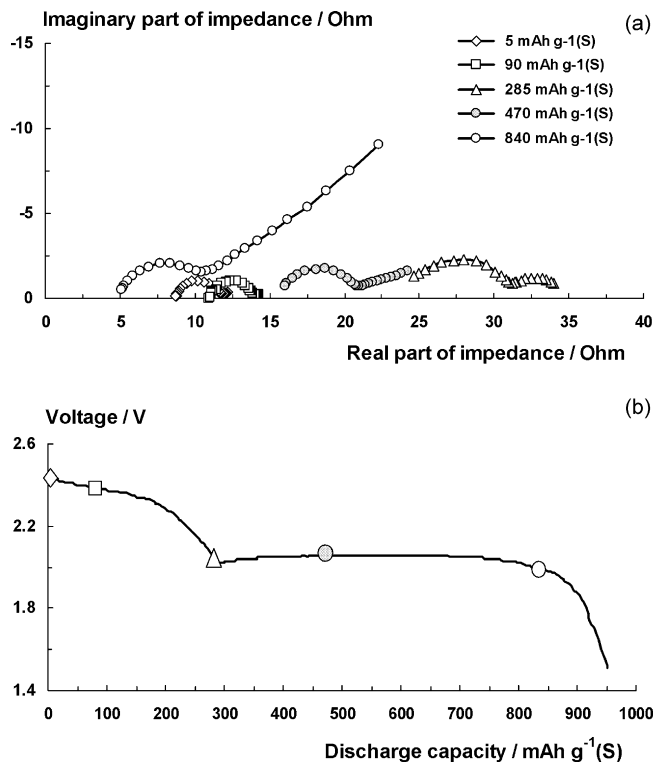 Imaginary part of impedance / Ohm
(a)
-15
-10
-5
0
5 mAh g-1(S)
90 mAh g-1(S)
285 mAh g-1(S)
470 mAh g-1(S)
840 mAh g-1(S)
0 5 10 15 20 25 30 35 40
Real part of impedance / Ohm
(b)
Voltage / V
2.6
2.2
1.8
1.4
0 100 200 300 400 500 600 700 800 900 1000
Discharge capacity / mAh g⁻¹(S)